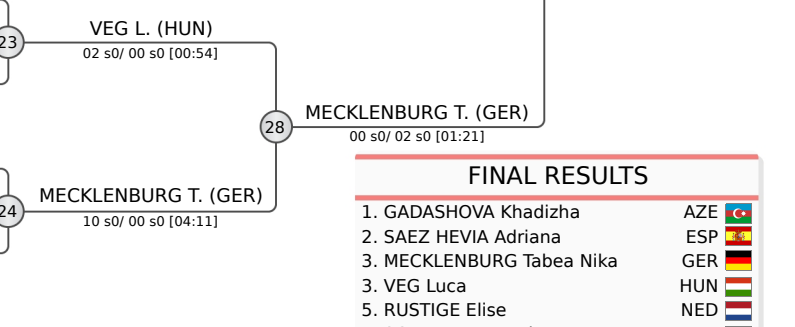 23
VEG L. (HUN)
02 s0/ 00 s0 [00:54]
28
MECKLENBURG T. (GER)
00 s0/ 02 s0 [01:21]
24
MECKLENBURG T. (GER)
10 s0/ 00 s0 [04:11]
FINAL RESULTS
1. GADASHOVA Khadizha AZE
2. SAEZ HEVIA Adriana ESP
3. MECKLENBURG Tabea Nika GER
3. VEG Luca HUN
5. RUSTIGE Elise NED